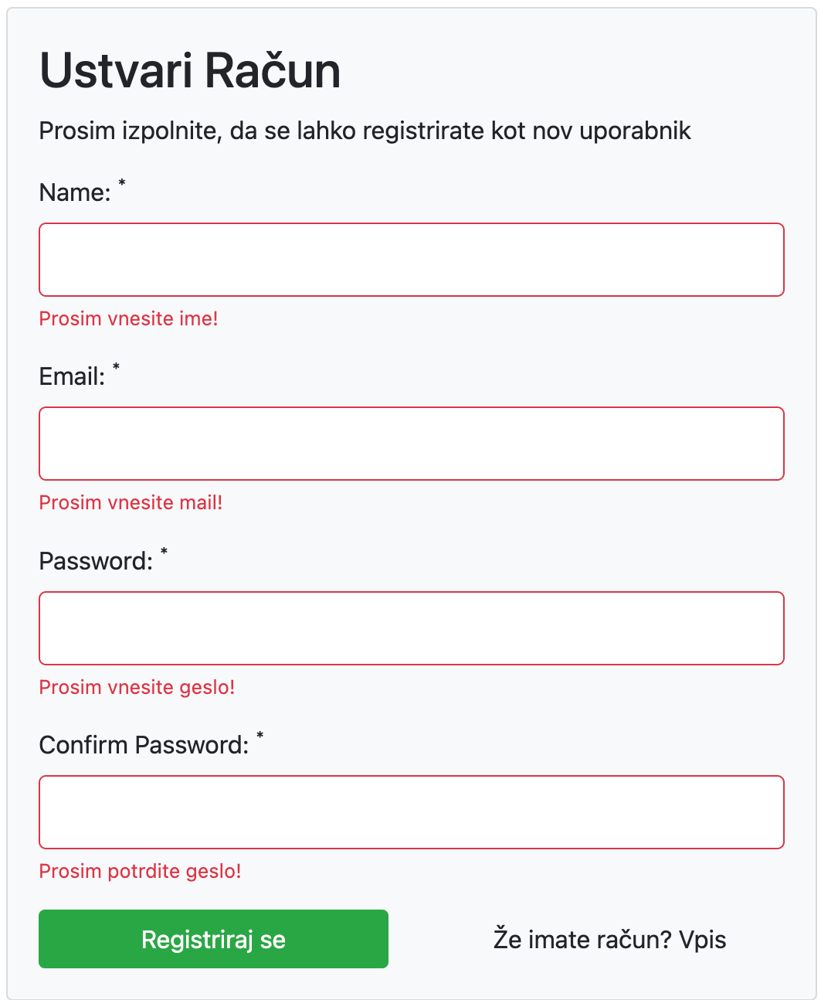 Ustvari Račun
Prosim izpolnite, da se lahko registrirate kot nov uporabnik
Name: *
Prosim vnesite ime!
Email: *
Prosim vnesite mail!
Password: *
Prosim vnesite geslo!
Confirm Password: *
Prosim potrdite geslo!
Registriraj se
Že imate račun? Vpis